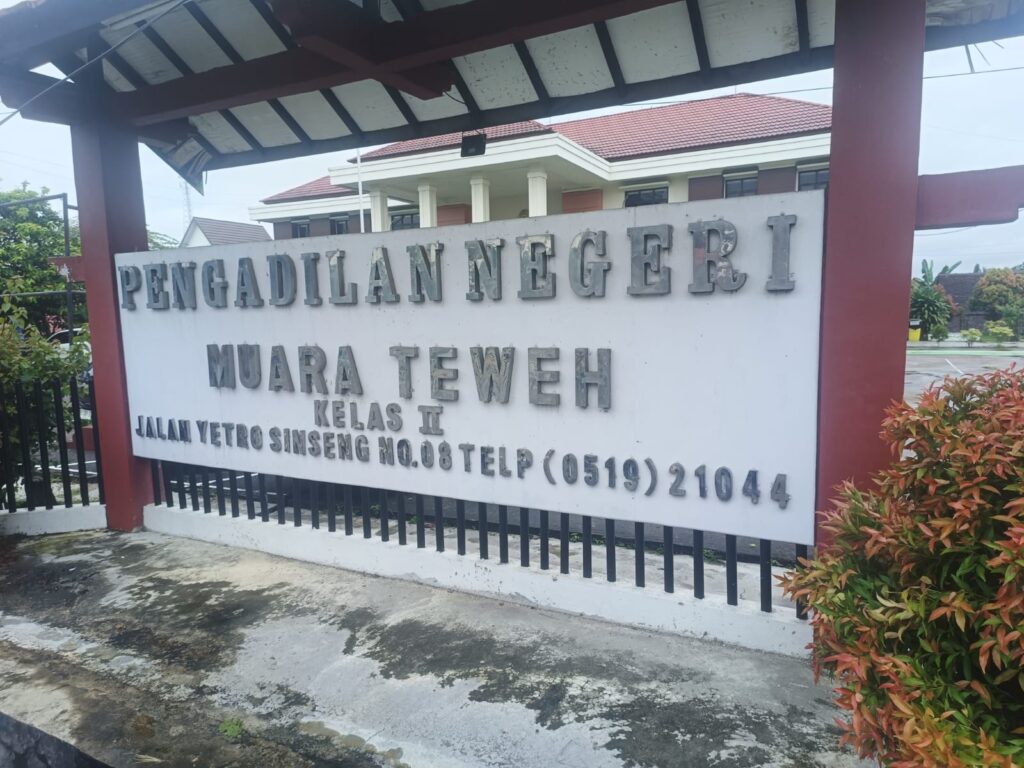 PENGADILAN NEGERI
MUARA TEWEH
KELAS II
JALAN YETRO SINSENG NO.08 TELP (0519) 21044